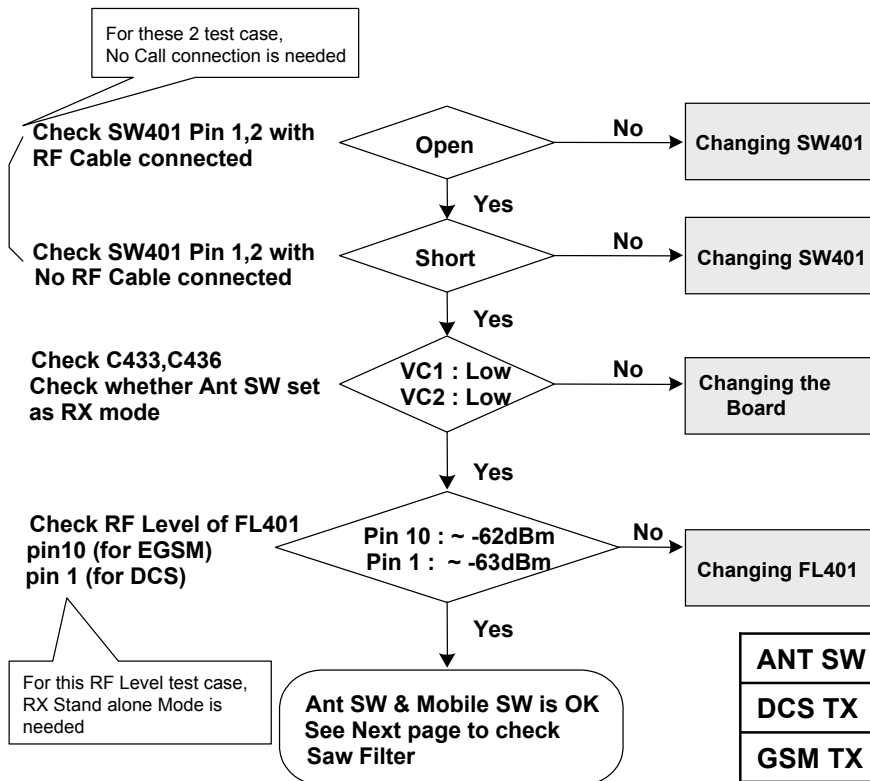 For these 2 test case,
No Call connection is needed
Check SW401 Pin 1,2 with
RF Cable connected
Open
No
Changing SW401
Yes
Check SW401 Pin 1,2 with
No RF Cable connected
Short
No
Changing SW401
Yes
Check C433,C436
Check whether Ant SW set
as RX mode
VC1 : Low
VC2 : Low
No
Changing the
Board
Yes
Check RF Level of FL401
pin10 (for EGSM)
pin 1 (for DCS)
Pin 10 : ~ -62dBm
Pin 1 : ~ -63dBm
No
Changing FL401
Yes
For this RF Level test case,
RX Stand alone Mode is
needed
Ant SW & Mobile SW is OK
See Next page to check
Saw Filter
ANT SW
DCS TX
GSM TX